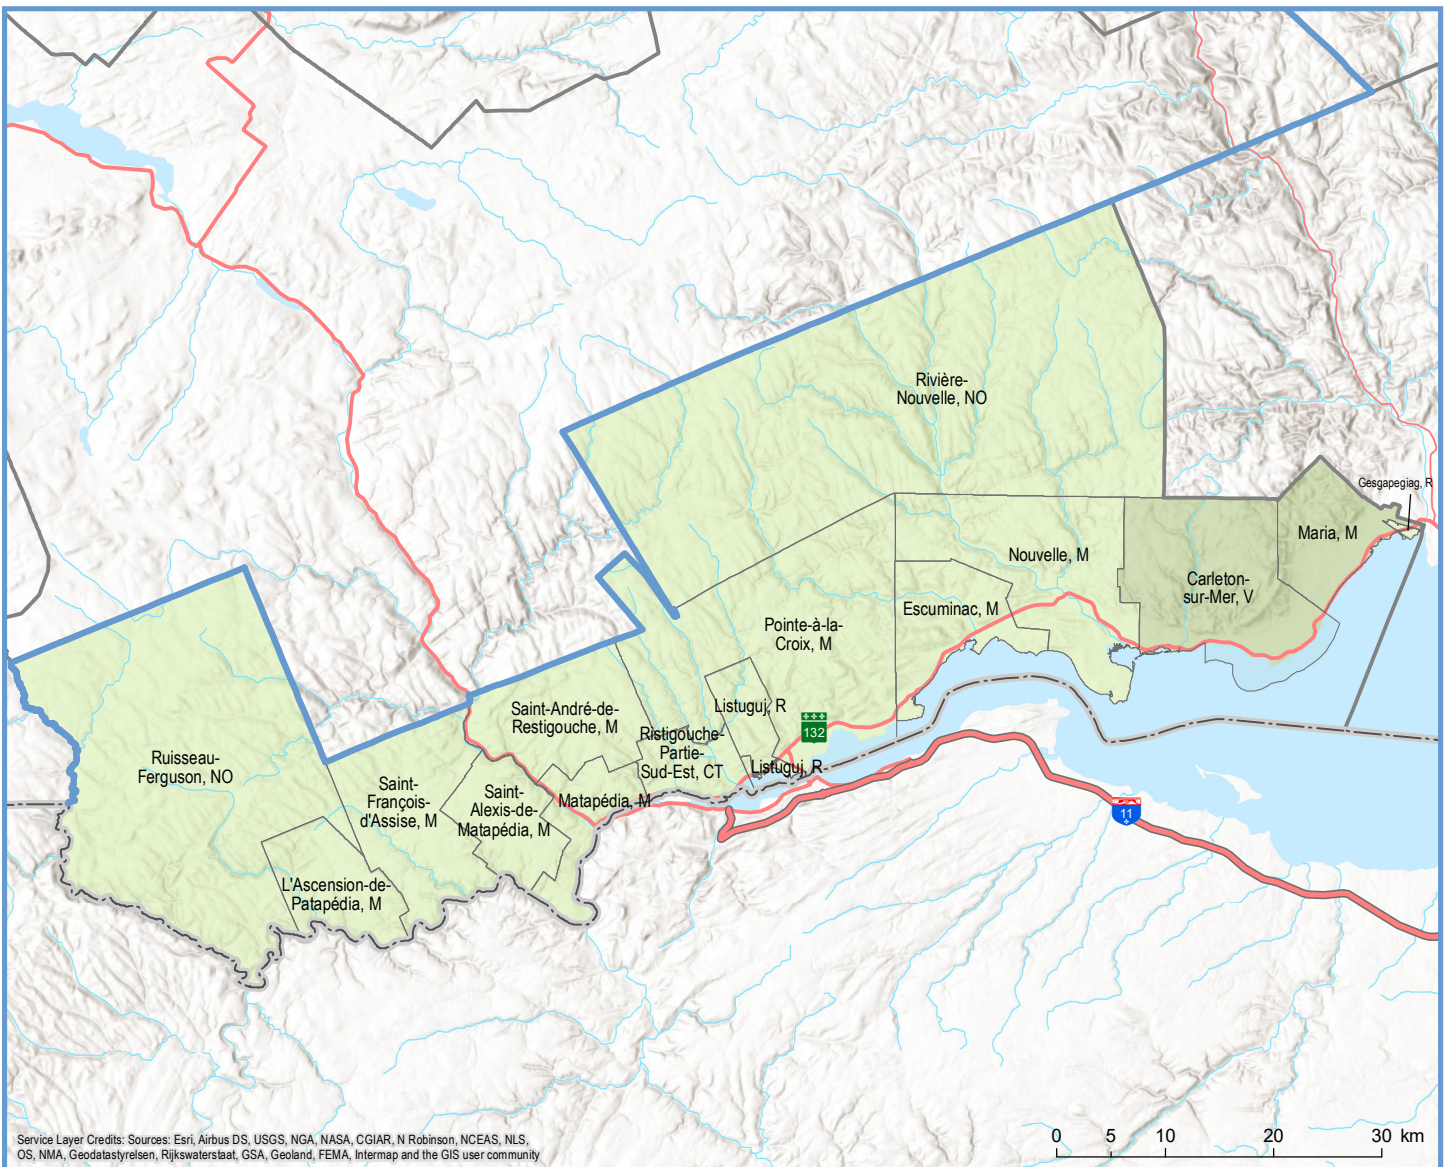 Rivière-
Nouvelle, NO
Gesgapegiag, R
Maria, M
Nouvelle, M
Carleton-
sur-Mer, V
Escuminac, M
Pointe-à-la-
Croix, M
Listuguj, R
Saint-André-de-
Restigouche, M
132
Ristigouche-
Partie-
Sud-Est, CT
Listuguj, R
Ruisseau-
Ferguson, NO
Saint-
François-
d'Assise, M
Saint-
Alexis-de-
Matapédia, M
Matapédia, M
11
L'Ascension-de-
Patapédia, M
0 5 10 20 30 km
Service Layer Credits: Sources: Esri, Airbus DS, USGS, NGA, NASA, CGIAR, N Robinson, NCEAS, NLS,
OS, NMA, Geodatastyrelsen, Rijkswaterstaat, GSA, Geoland, FEMA, Intermap and the GIS user community